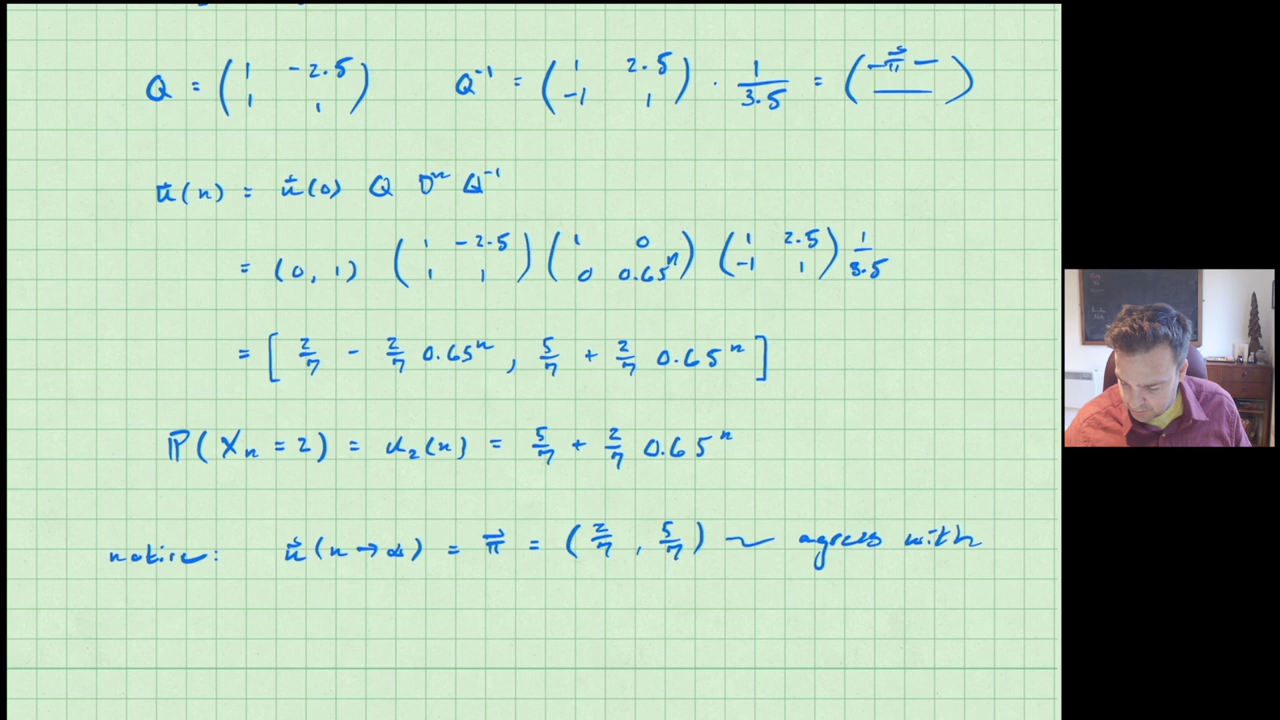 Q = ( 1 -2.5 ; 1 1 )   Q⁻¹ = ( 1 2.5 ; -1 1 ) · 1/3.5 = ( — π⃗ — ; — )
u⃗(n) = u⃗(0) Q Dⁿ Q⁻¹
= (0, 1) ( 1 -2.5 ; 1 1 ) ( 1 0 ; 0 0.65ⁿ ) ( 1 2.5 ; -1 1 ) 1/3.5
= [ 2/7 - 2/7 0.65ⁿ , 5/7 + 2/7 0.65ⁿ ]
ℙ(Xₙ = 2) = u₂(n) = 5/7 + 2/7 0.65ⁿ
notice: u⃗(n → ∞) = π⃗ = ( 2/7 , 5/7 ) ~ agrees with